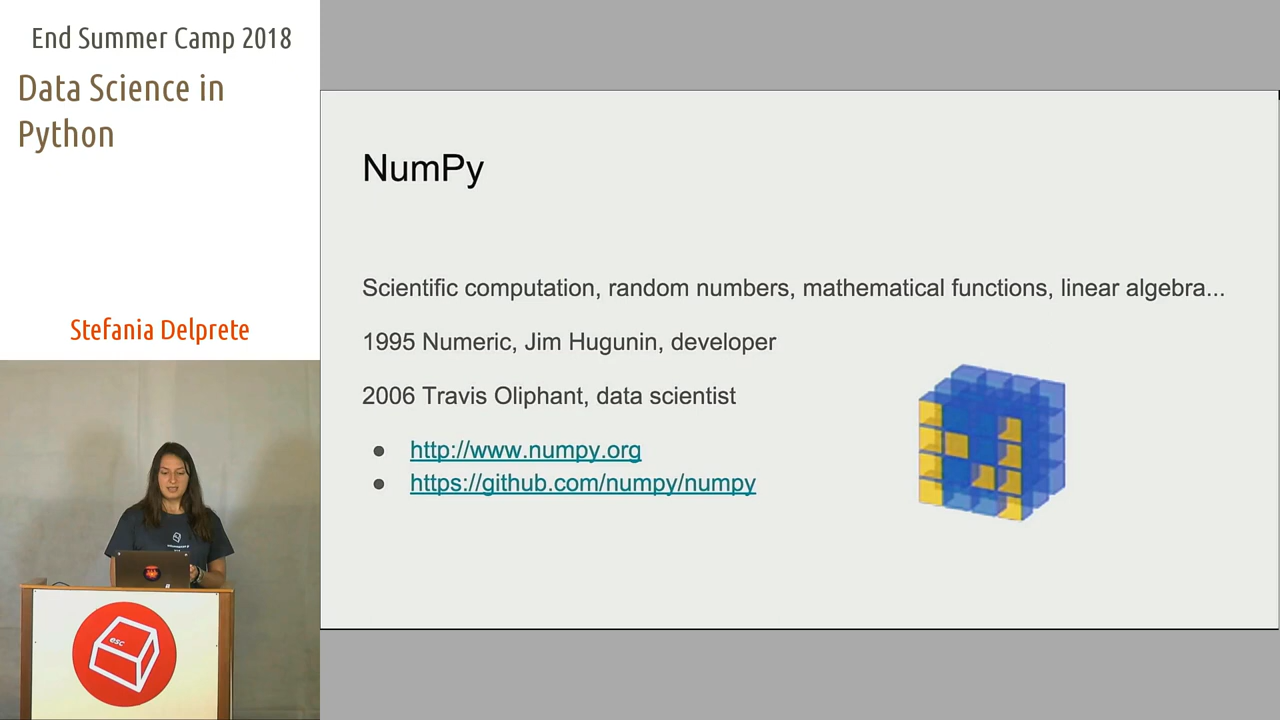 End Summer Camp 2018
Data Science in
Python
Stefania Delprete
esc
NumPy
Scientific computation, random numbers, mathematical functions, linear algebra...
1995 Numeric, Jim Hugunin, developer
2006 Travis Oliphant, data scientist
● http://www.numpy.org
● https://github.com/numpy/numpy